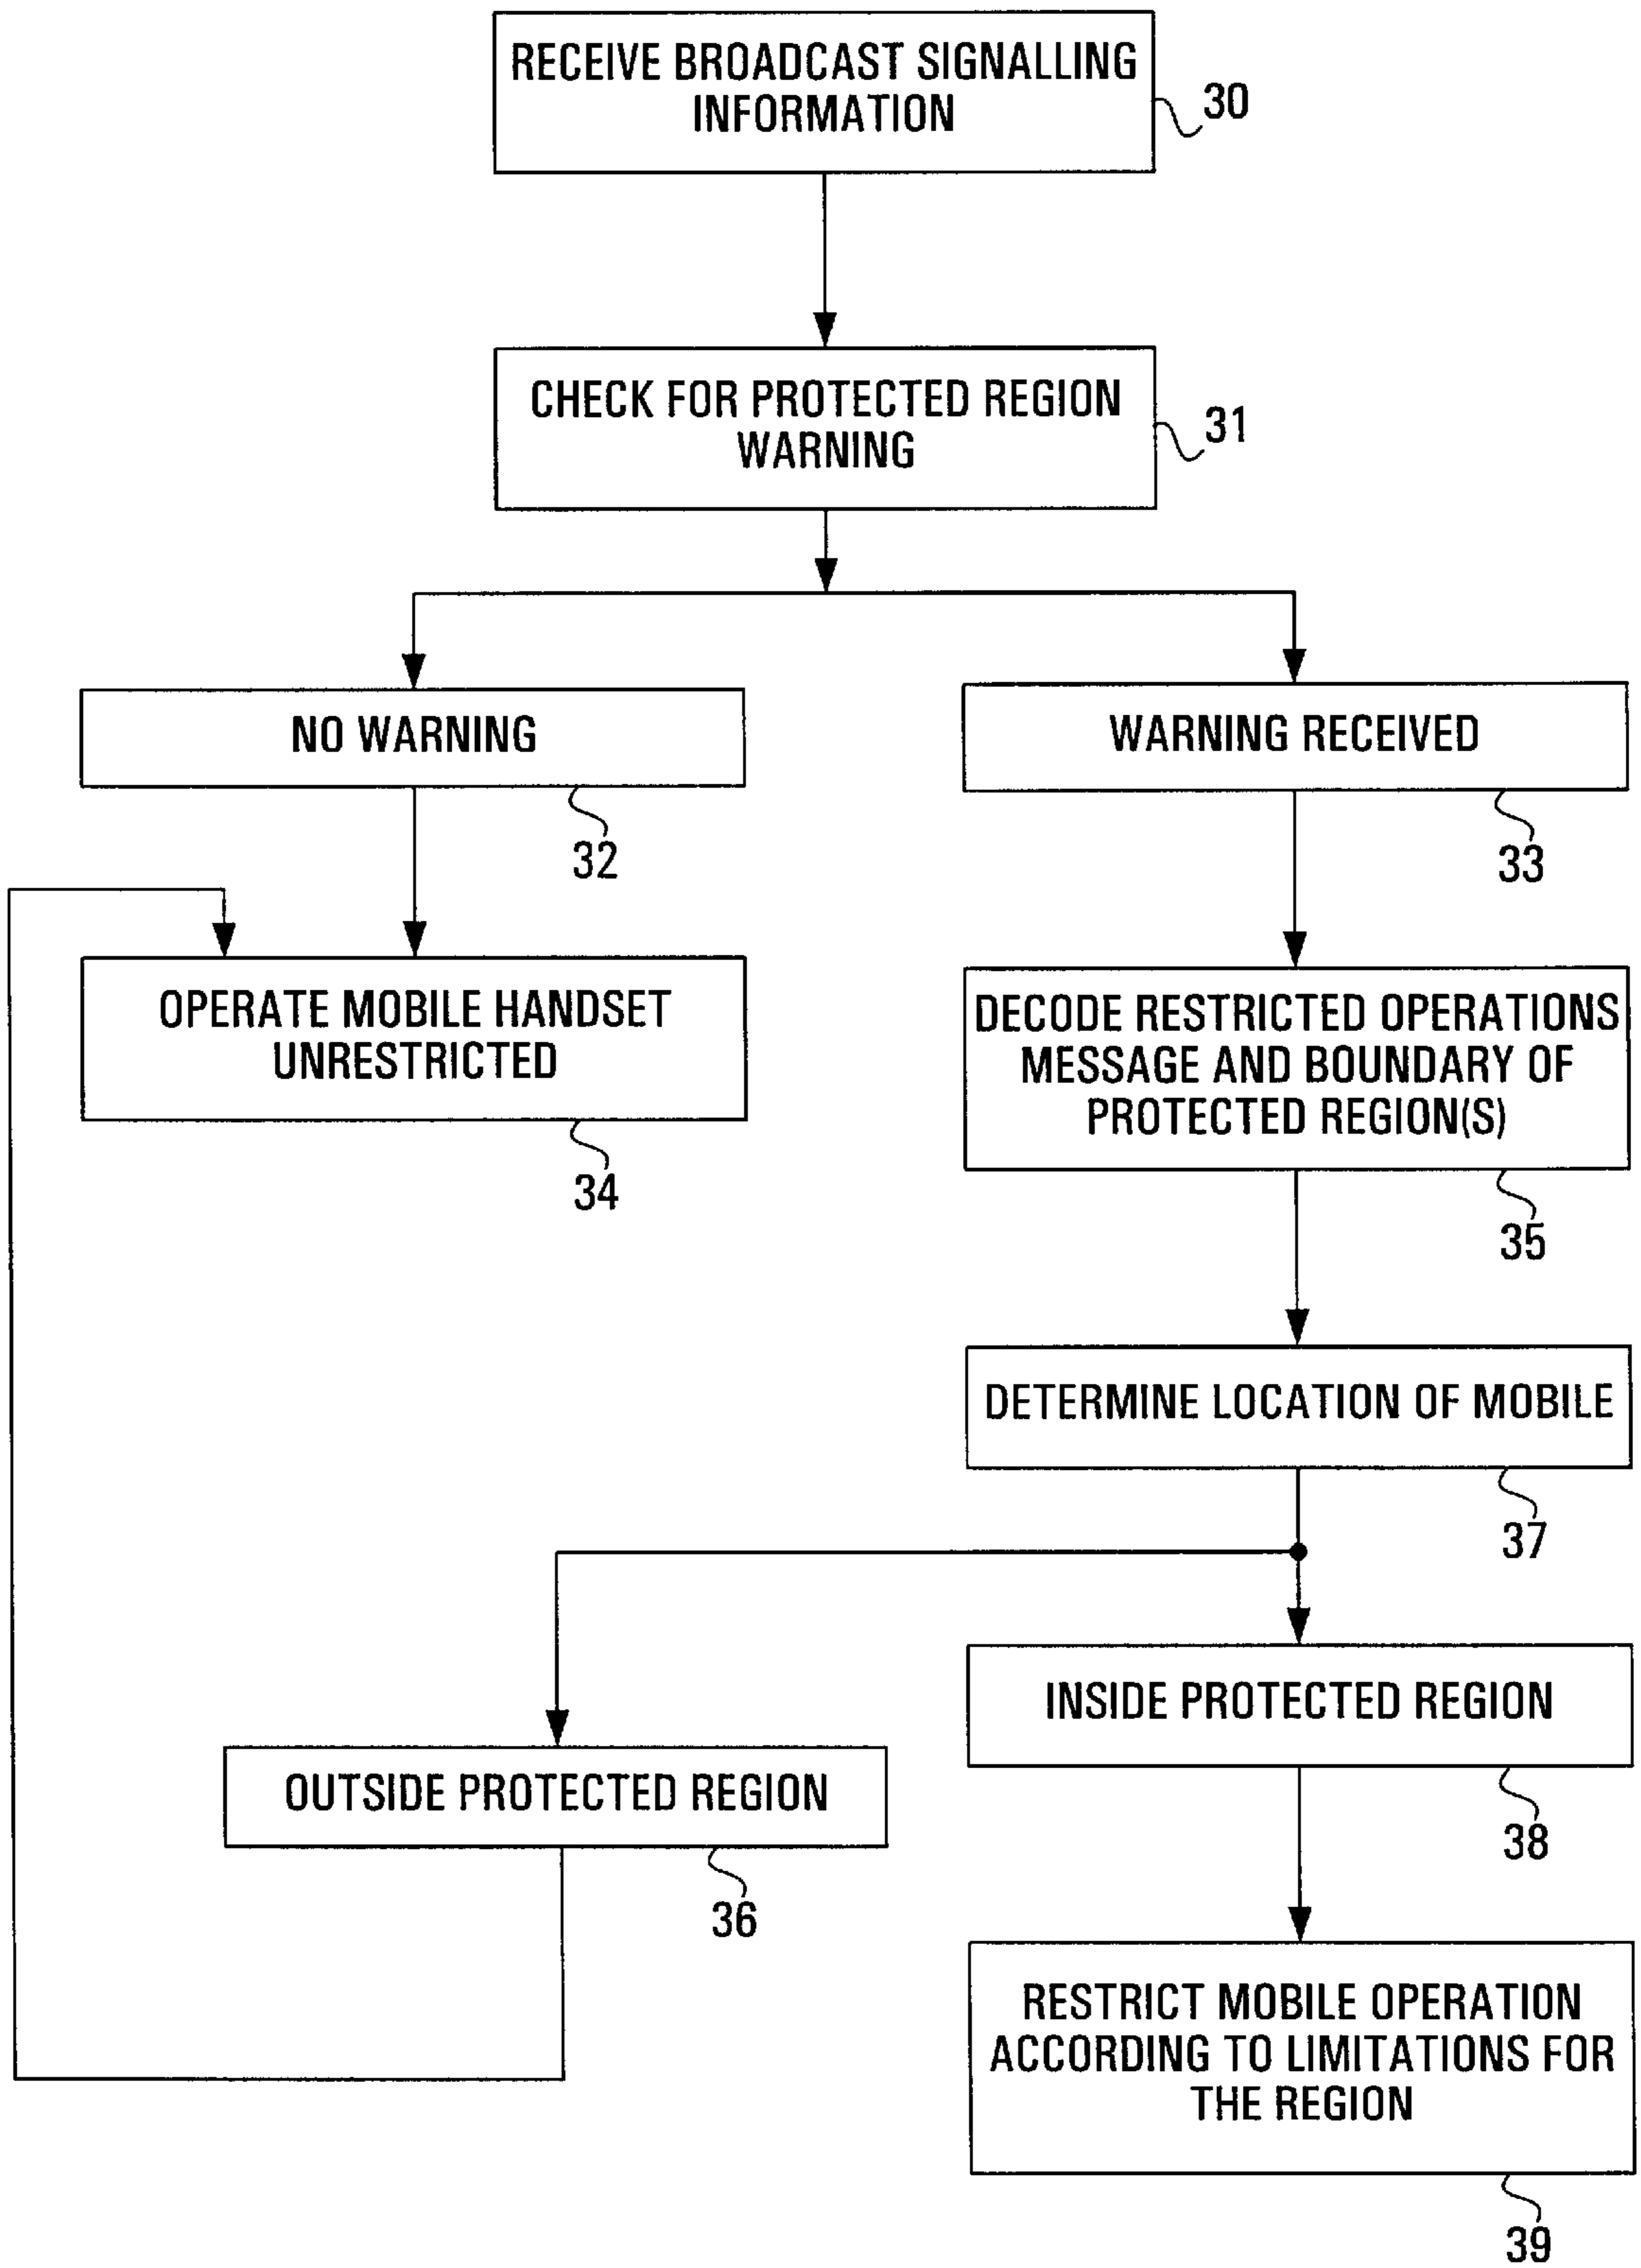 RECEIVE BROADCAST SIGNALLING
INFORMATION
30
CHECK FOR PROTECTED REGION
WARNING
31
NO WARNING
32
WARNING RECEIVED
33
OPERATE MOBILE HANDSET
UNRESTRICTED
34
DECODE RESTRICTED OPERATIONS
MESSAGE AND BOUNDARY OF
PROTECTED REGION(S)
35
DETERMINE LOCATION OF MOBILE
37
INSIDE PROTECTED REGION
38
OUTSIDE PROTECTED REGION
36
RESTRICT MOBILE OPERATION
ACCORDING TO LIMITATIONS FOR
THE REGION
39